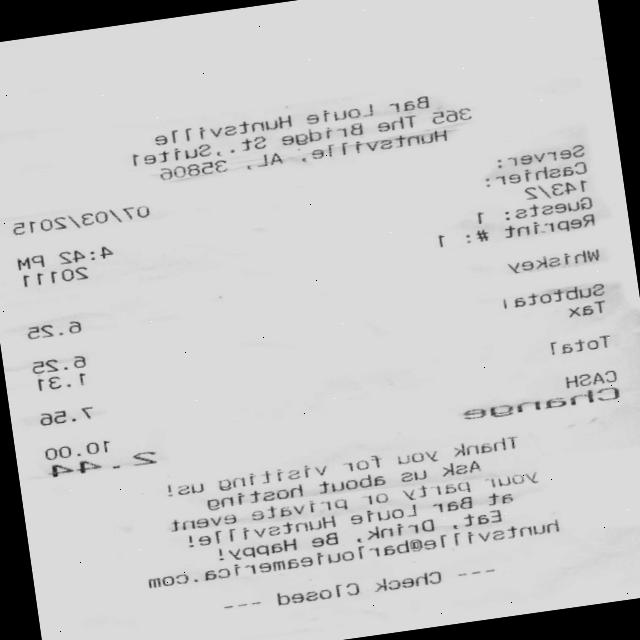 Bar Louie Huntsville
365 The Bridge St.,Suite1
Huntsville, AL, 35806
Server: 07/03/2015
Cashier:
143/2 4:42 PM
Guests: 1 20111
Reprint #: 1
Whiskey 6.25
Subtotal 6.25
Tax 1.31
Total 7.56
CASH 10.00
Change 2.44
Thank you for visiting us!
Ask us about hosting
your party or private event
at Bar Louie Huntsville!
Eat, Drink, Be Happy!
huntsville@barlouieamerica.com
--- Check Closed ---